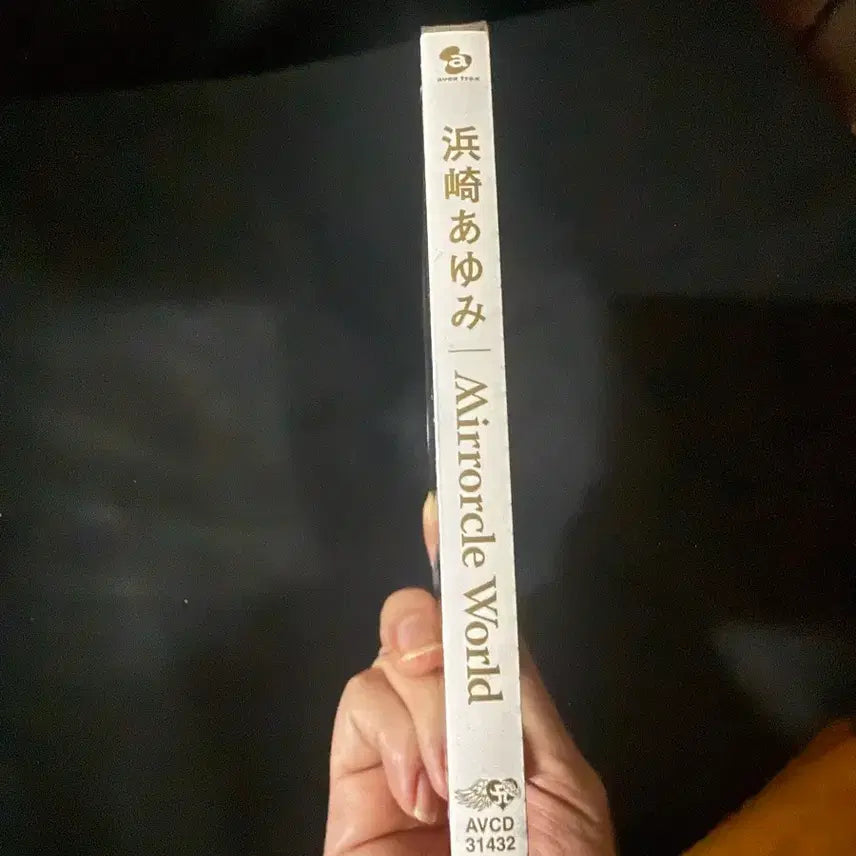 a
avex trax
浜崎あゆみ
Mirrorcle World
AVCD
31432